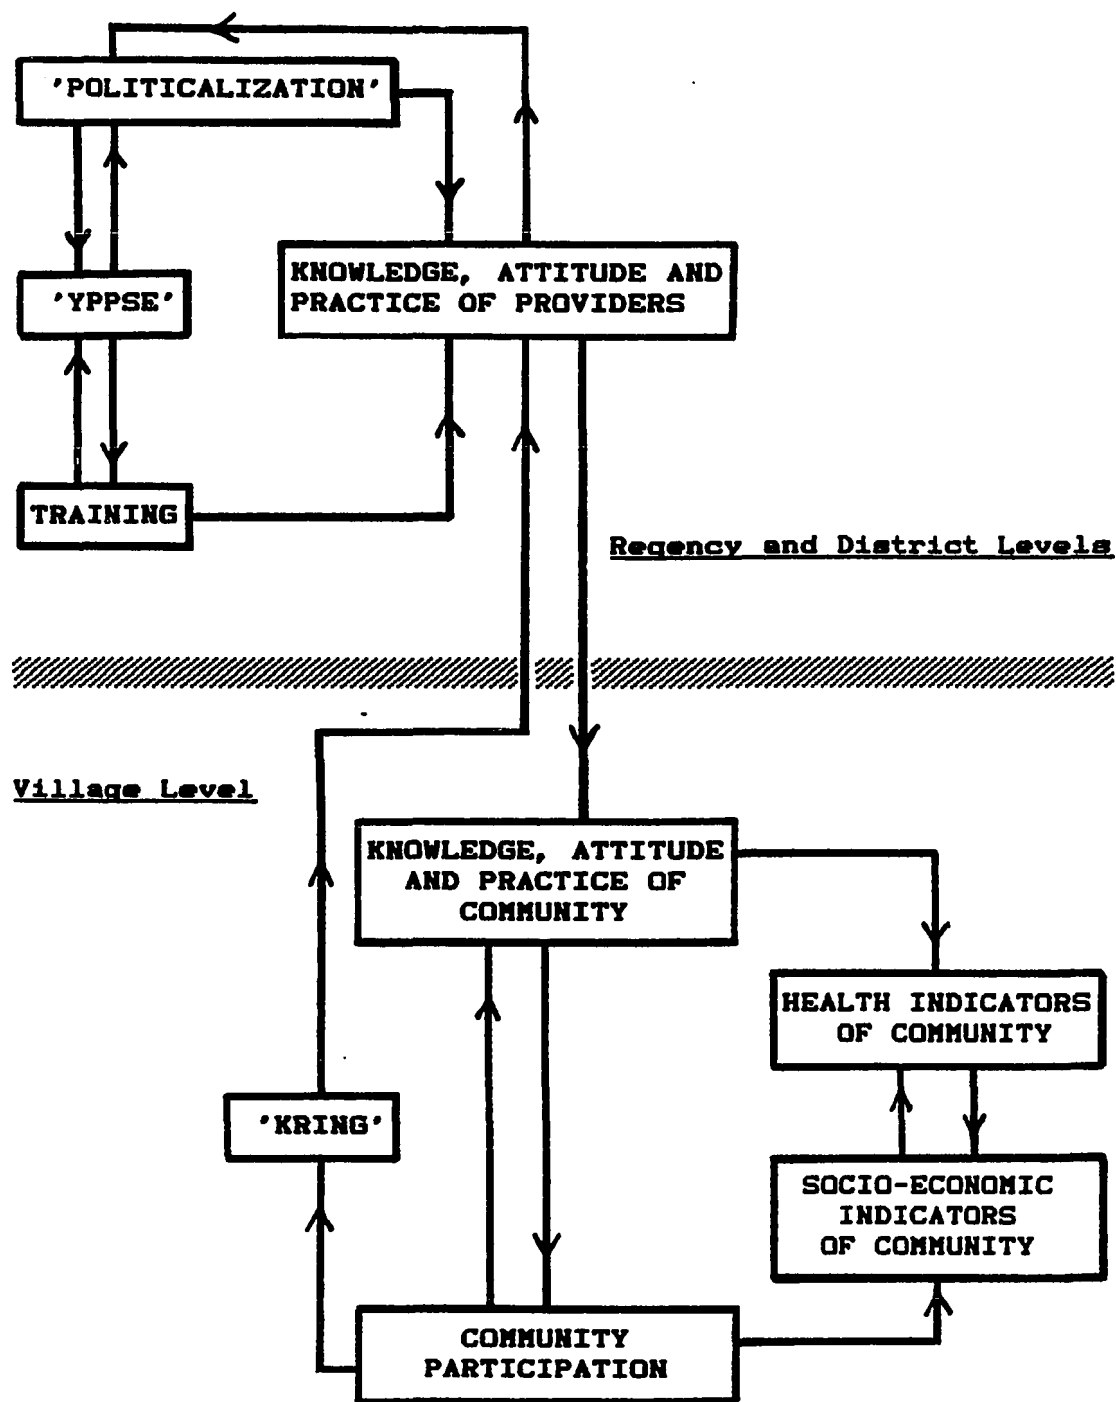 'POLITICALIZATION'
KNOWLEDGE, ATTITUDE AND
PRACTICE OF PROVIDERS
'YPPSE'
TRAINING
Regency and District Levels
Village Level
KNOWLEDGE, ATTITUDE
AND PRACTICE OF
COMMUNITY
HEALTH INDICATORS
OF COMMUNITY
'KRING'
SOCIO-ECONOMIC
INDICATORS
OF COMMUNITY
COMMUNITY
PARTICIPATION